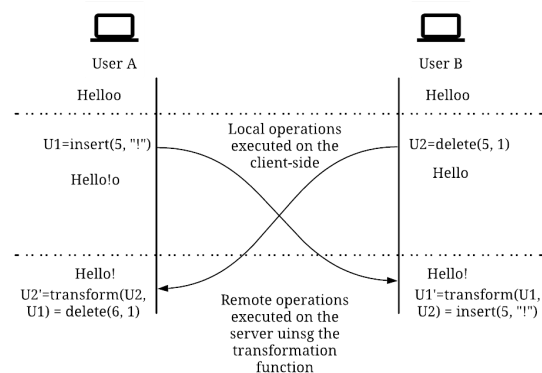 User A
User B
Helloo
Helloo
Local operations
executed on the
client-side
U1=insert(5, "!")
U2=delete(5, 1)
Hello!o
Hello
Hello!
Hello!
U2'=transform(U2,
U1) = delete(6, 1)
U1'=transform(U1,
U2) = insert(5, "!")
Remote operations
executed on the
server uinsg the
transformation
function